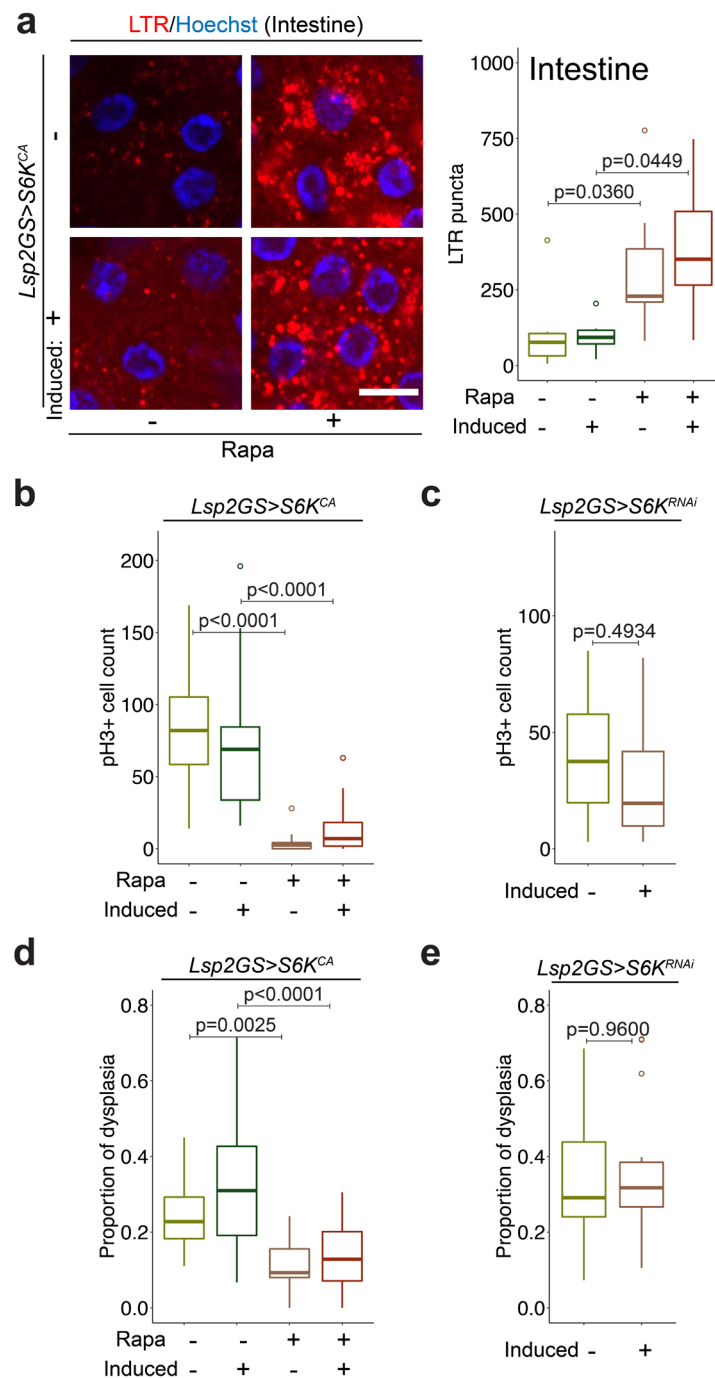 a
LTR/Hoechst (Intestine)
Lsp2GS>S6K^CA
Induced: + -
- +
Rapa
Intestine
LTR puncta
1000
750
500
250
0
p=0.0449
p=0.0360
Rapa - - + +
Induced - + - +
b
Lsp2GS>S6K^CA
pH3+ cell count
200
150
100
50
0
p<0.0001
p<0.0001
Rapa - - + +
Induced - + - +
c
Lsp2GS>S6K^RNAi
pH3+ cell count
100
50
0
p=0.4934
Induced - +
d
Lsp2GS>S6K^CA
Proportion of dysplasia
0.8
0.6
0.4
0.2
0.0
p<0.0001
p=0.0025
Rapa - - + +
Induced - + - +
e
Lsp2GS>S6K^RNAi
Proportion of dysplasia
0.8
0.6
0.4
0.2
0.0
p=0.9600
Induced - +